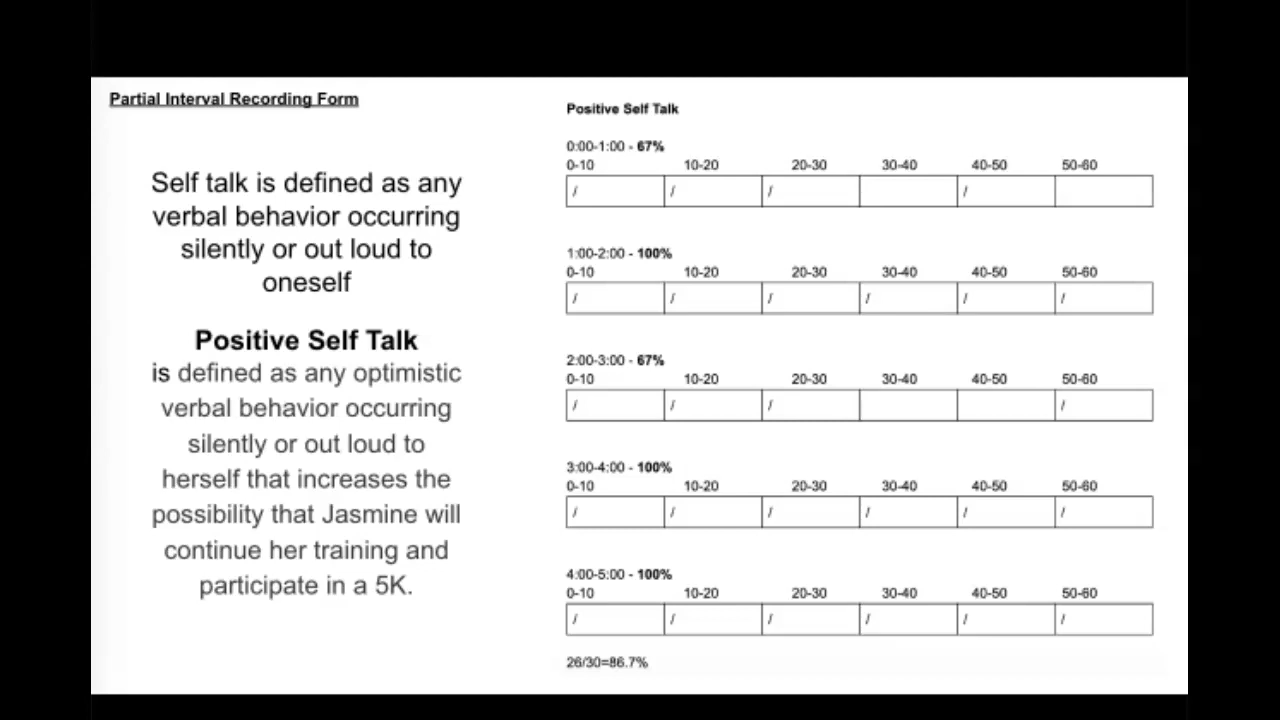 Partial Interval Recording Form
Self talk is defined as any
verbal behavior occurring
silently or out loud to
oneself
Positive Self Talk
is defined as any optimistic
verbal behavior occurring
silently or out loud to
herself that increases the
possibility that Jasmine will
continue her training and
participate in a 5K.
Positive Self Talk
0:00-1:00 - 67%
0-10 10-20 20-30 30-40 40-50 50-60
/ / / /
1:00-2:00 - 100%
0-10 10-20 20-30 30-40 40-50 50-60
/ / / / / /
2:00-3:00 - 67%
0-10 10-20 20-30 30-40 40-50 50-60
/ / / /
3:00-4:00 - 100%
0-10 10-20 20-30 30-40 40-50 50-60
/ / / / / /
4:00-5:00 - 100%
0-10 10-20 20-30 30-40 40-50 50-60
/ / / / / /
26/30=86.7%